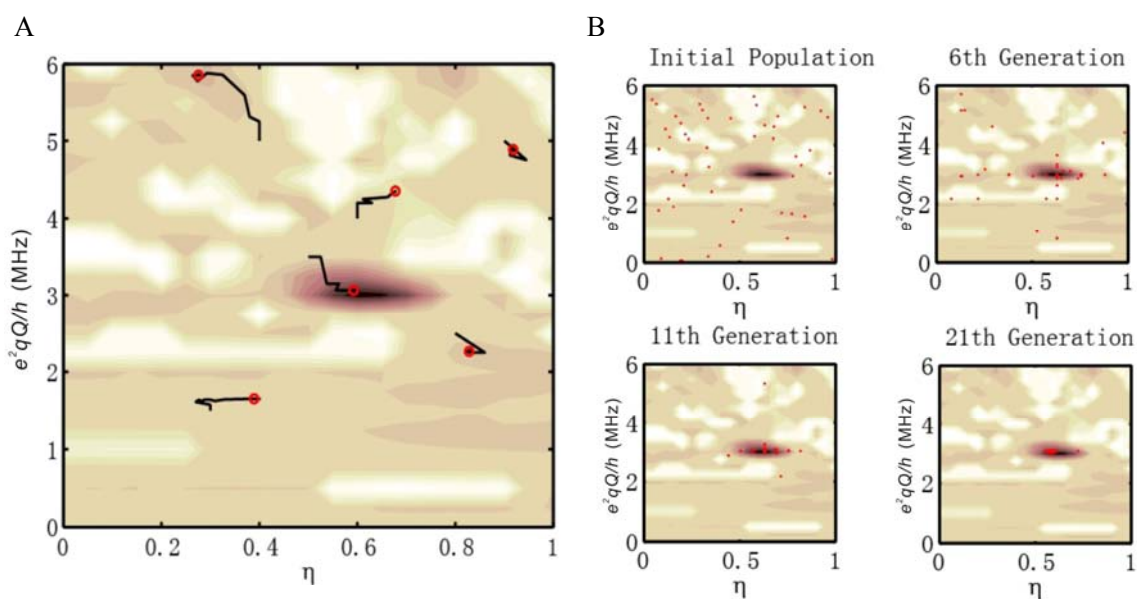 A
e²qQ/h (MHz)
6
5
4
3
2
1
0
0 0.2 0.4 0.6 0.8 1
η
B
Initial Population
e²qQ/h (MHz)
6
4
2
0
0 0.5 1
η
6th Generation
e²qQ/h (MHz)
6
4
2
0
0 0.5 1
η
11th Generation
e²qQ/h (MHz)
6
4
2
0
0 0.5 1
η
21th Generation
e²qQ/h (MHz)
6
4
2
0
0 0.5 1
η